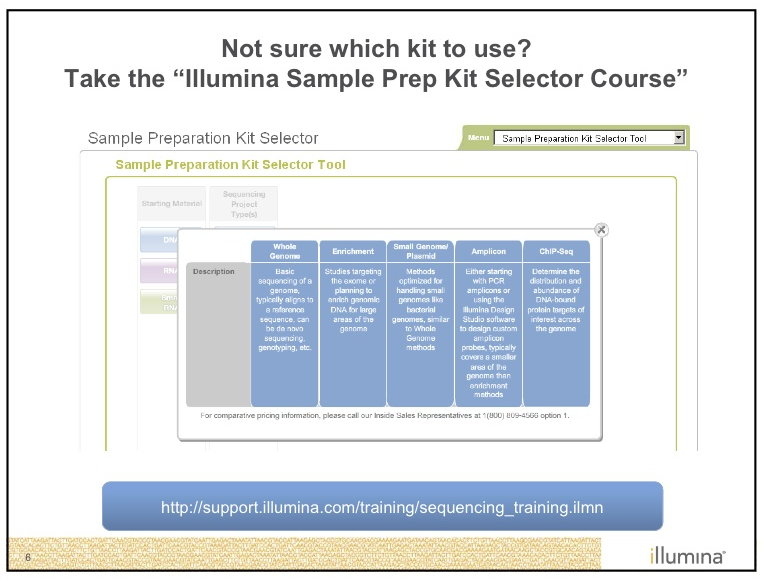 Not sure which kit to use?
Take the “Illumina Sample Prep Kit Selector Course”
Sample Preparation Kit Selector
Menu
Sample Preparation Kit Selector Tool
Sample Preparation Kit Selector Tool
Starting Material
Sequencing
Project
Type(s)
DNA
RNA
Whole
Genome
Enrichment
Small Genome/
Plasmid
Amplicon
ChIP-Seq
Description
Basic
sequencing of a
genome,
typically aligns to
a reference
sequence, can
be de novo
sequencing,
genotyping, etc.
Studies targeting
the exome or
planning to
enrich genomic
DNA for large
areas of the
genome
Methods
optimized for
handling small
genomes like
bacterial
genomes, similar
to Whole
Genome
methods
Either starting
with PCR
amplicons or
using the
Illumina Design
Studio software
to design custom
amplicon
probes, typically
covers a smaller
area of the
genome than
enrichment
methods
Determine the
distribution and
abundance of
DNA-bound
protein targets of
interest across
the genome
For comparative pricing information, please call our Inside Sales Representatives at 1(800) 809-4566 option 1.
http://support.illumina.com/training/sequencing_training.ilmn
6
illumina®